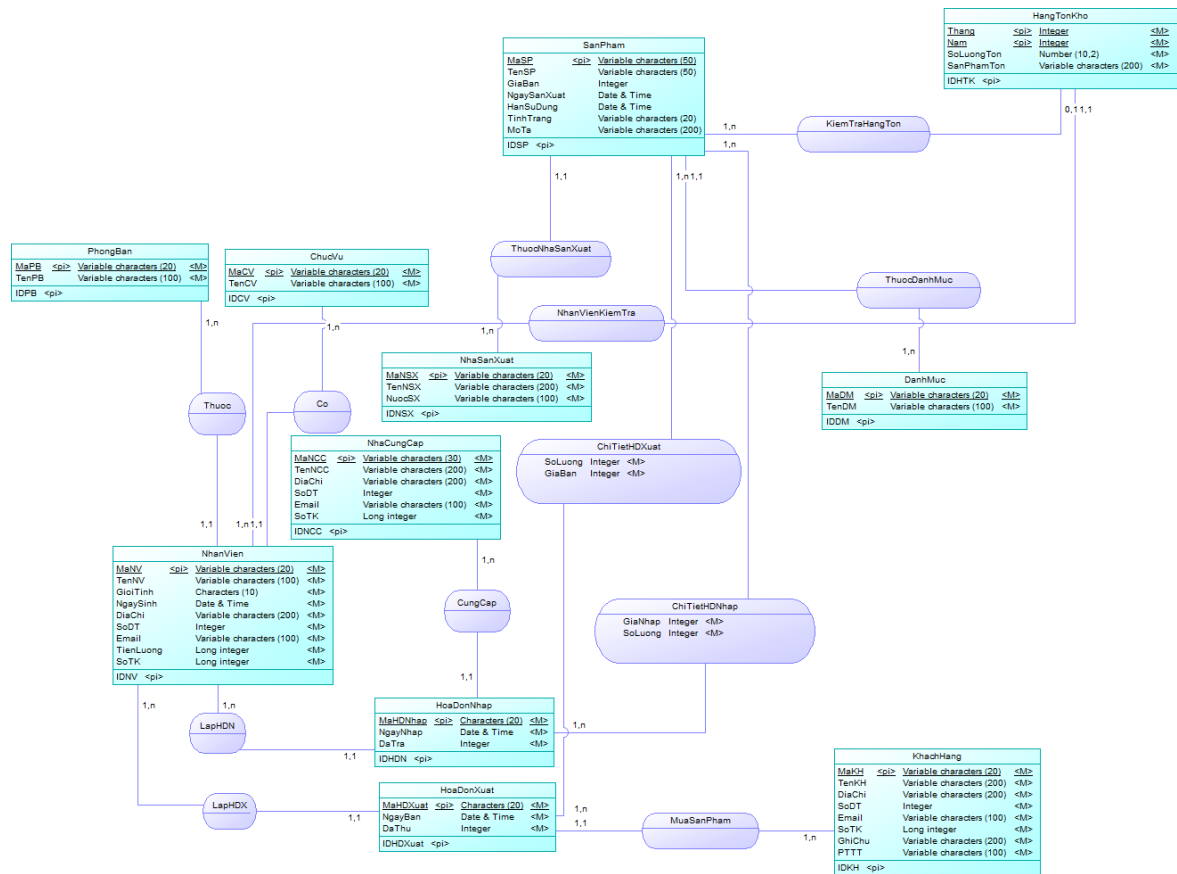 HangTonKho
Thang <pi> Integer <M>
Nam <pi> Integer <M>
SoLuongTon Number (10,2) <M>
SanPhamTon Variable characters (200) <M>
IDHTK <pi>
SanPham
MaSP <pi> Variable characters (50)
TenSP Variable characters (50)
GiaBan Integer
NgaySanXuat Date & Time
HanSuDung Date & Time
TinhTrang Variable characters (20)
MoTa Variable characters (200)
IDSP <pi>
0,11,1
KiemTraHangTon
1,n
1,n
1,1
1,n1,1
ThuocNhaSanXuat
PhongBan
MaPB <pi> Variable characters (20) <M>
TenPB Variable characters (100) <M>
IDPB <pi>
ChucVu
MaCV <pi> Variable characters (20) <M>
TenCV Variable characters (100) <M>
IDCV <pi>
ThuocDanhMuc
1,n
1,n
NhanVienKiemTra
1,n
1,n
NhaSanXuat
MaNSX <pi> Variable characters (20) <M>
TenNSX Variable characters (200) <M>
NuocSX Variable characters (100) <M>
IDNSX <pi>
DanhMuc
MaDM <pi> Variable characters (20) <M>
TenDM Variable characters (100) <M>
IDDM <pi>
Thuoc
Co
NhaCungCap
MaNCC <pi> Variable characters (30) <M>
TenNCC Variable characters (200) <M>
DiaChi Variable characters (200) <M>
SoDT Integer <M>
Email Variable characters (100) <M>
SoTK Long integer <M>
IDNCC <pi>
ChiTietHDXuat
SoLuong Integer <M>
GiaBan Integer <M>
1,1
1,n1,1
1,n
NhanVien
MaNV <pi> Variable characters (20) <M>
TenNV Variable characters (100) <M>
GioiTinh Characters (10) <M>
NgaySinh Date & Time <M>
DiaChi Variable characters (200) <M>
SoDT Integer <M>
Email Variable characters (100) <M>
TienLuong Long integer <M>
SoTK Long integer <M>
IDNV <pi>
CungCap
ChiTietHDNhap
GiaNhap Integer <M>
SoLuong Integer <M>
1,1
1,n
1,n
LapHDN
1,1
HoaDonNhap
MaHDNhap <pi> Characters (20) <M>
NgayNhap Date & Time <M>
DaTra Integer <M>
IDHDN <pi>
1,n
KhachHang
MaKH <pi> Variable characters (20) <M>
TenKH Variable characters (200) <M>
DiaChi Variable characters (200) <M>
SoDT Integer <M>
Email Variable characters (100) <M>
SoTK Long integer <M>
GhiChu Variable characters (200) <M>
PTTT Variable characters (100) <M>
IDKH <pi>
LapHDX
1,1
HoaDonXuat
MaHDXuat <pi> Characters (20) <M>
NgayBan Date & Time <M>
DaThu Integer <M>
IDHDXuat <pi>
1,n
1,1
MuaSanPham
1,n